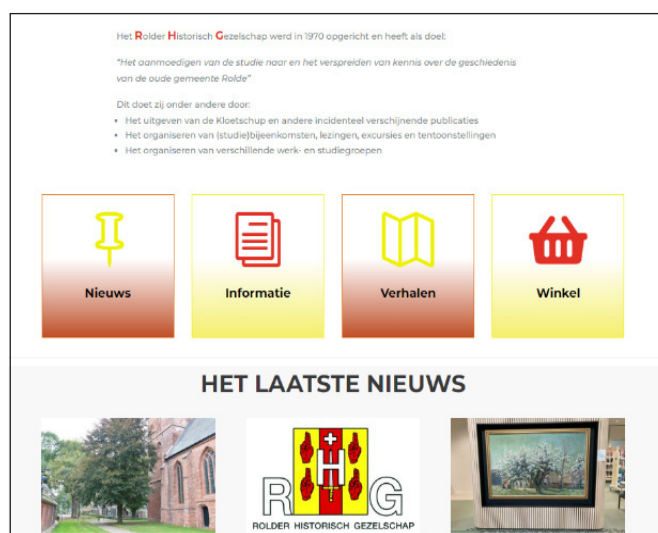 Het Rolder Historisch Gezelschap werd in 1970 opgericht en heeft als doel:
"Het aanmoedigen van de studie naar en het verspreiden van kennis over de geschiedenis
van de oude gemeente Rolde"
Dit doet zij onder andere door:
• Het uitgeven van de Kloetschup en andere incidenteel verschijnende publicaties
• Het organiseren van (studie)bijeenkomsten, lezingen, excursies en tentoonstellingen
• Het organiseren van verschillende werk- en studiegroepen
Nieuws
Informatie
Verhalen
Winkel
HET LAATSTE NIEUWS
R H G
ROLDER HISTORISCH GEZELSCHAP